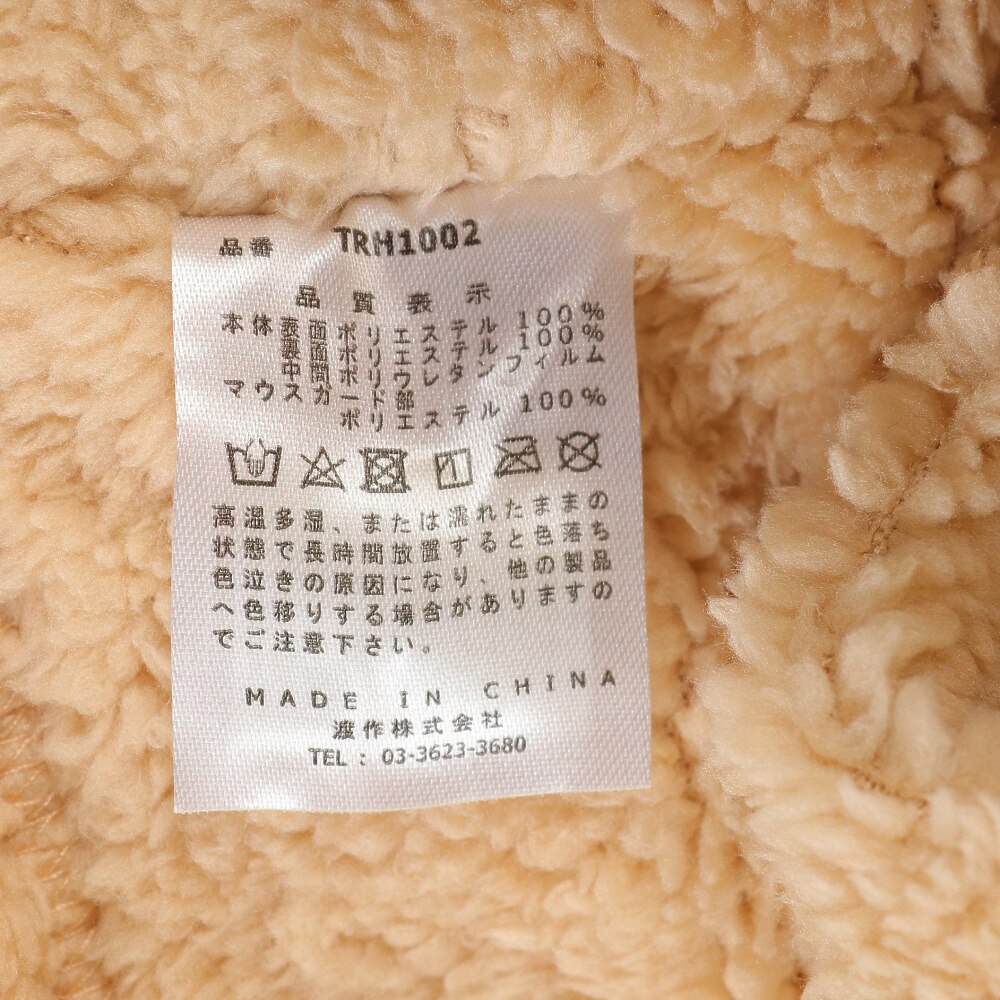 品番 TRH1002
品質表示
本体表面ポリエステル 100%
裏面ポリエステル 100%
中間ポリウレタンフィルム
マウスガード部
ポリエステル 100%
高温多湿、または濡れたままの
状態で長時間放置すると色落ち
色泣きの原因になり、他の製品
へ色移りする場合がありますの
でご注意下さい。
MADE IN CHINA
渡作株式会社
TEL : 03-3623-3680